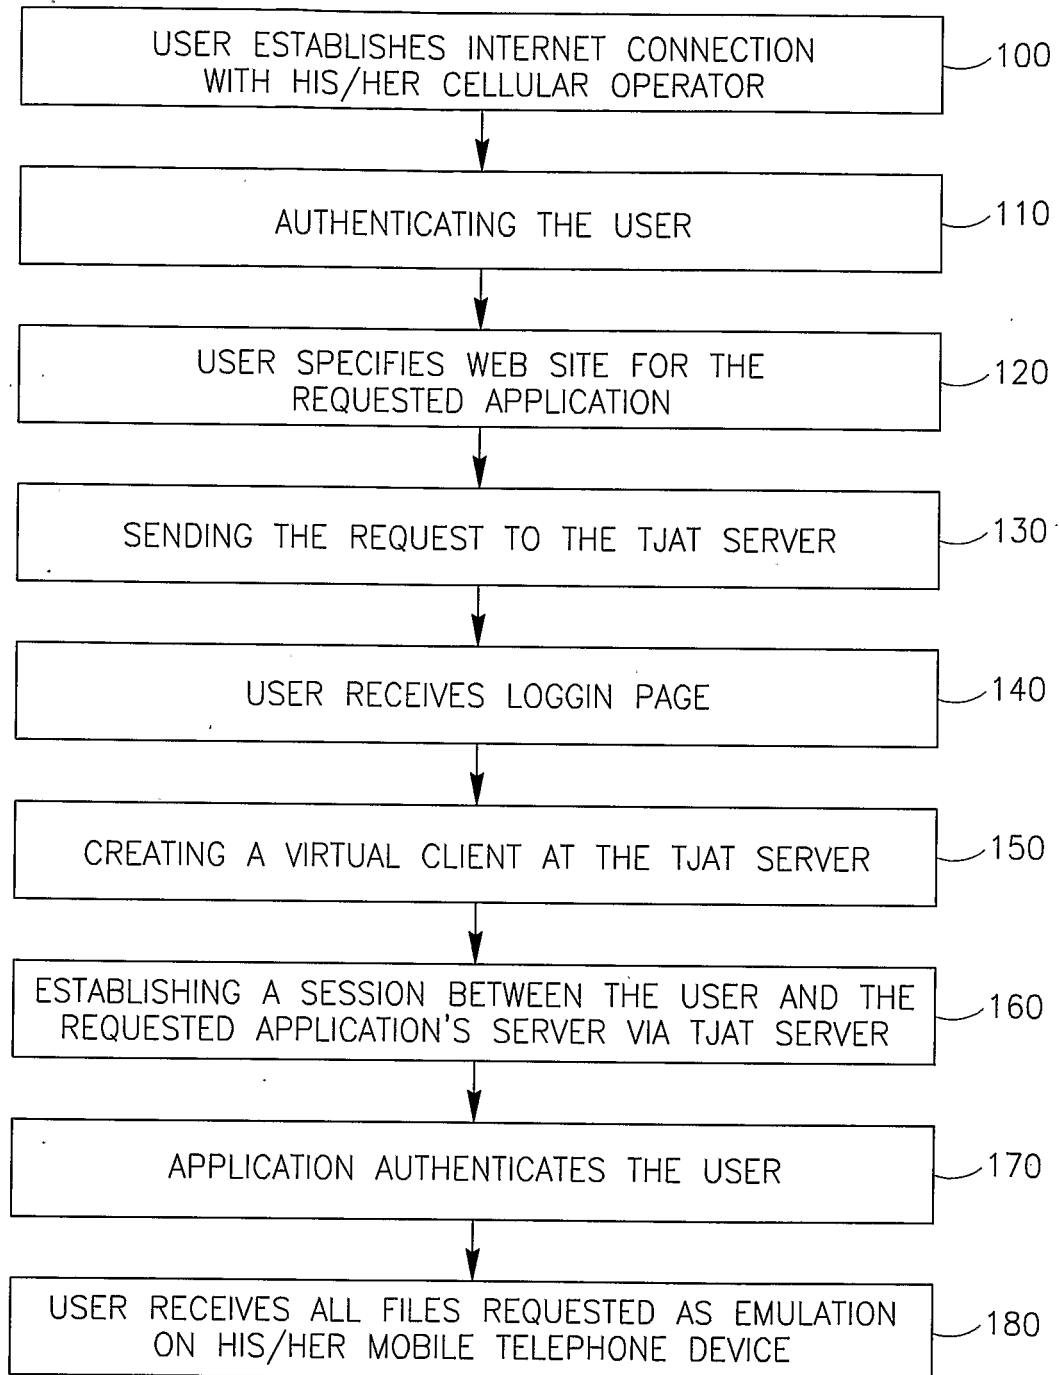 USER ESTABLISHES INTERNET CONNECTION
WITH HIS/HER CELLULAR OPERATOR
100
AUTHENTICATING THE USER
110
USER SPECIFIES WEB SITE FOR THE
REQUESTED APPLICATION
120
SENDING THE REQUEST TO THE TJAT SERVER
130
USER RECEIVES LOGGIN PAGE
140
CREATING A VIRTUAL CLIENT AT THE TJAT SERVER
150
ESTABLISHING A SESSION BETWEEN THE USER AND THE
REQUESTED APPLICATION'S SERVER VIA TJAT SERVER
160
APPLICATION AUTHENTICATES THE USER
170
USER RECEIVES ALL FILES REQUESTED AS EMULATION
ON HIS/HER MOBILE TELEPHONE DEVICE
180